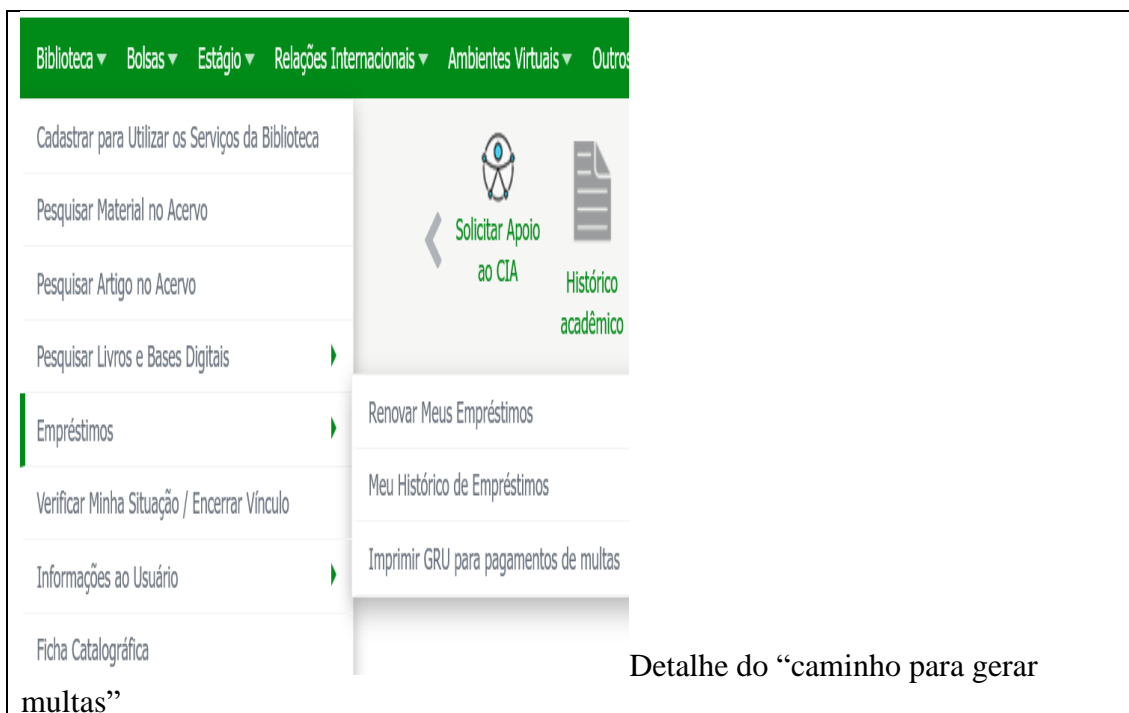 Biblioteca ▾ Bolsas ▾ Estágio ▾ Relações Internacionais ▾ Ambientes Virtuais ▾ Outros
Cadastrar para Utilizar os Serviços da Biblioteca
Pesquisar Material no Acervo
Pesquisar Artigo no Acervo
Pesquisar Livros e Bases Digitais
Empréstimos
Verificar Minha Situação / Encerrar Vínculo
Informações ao Usuário
Ficha Catalográfica
Solicitar Apoio
ao CIA
Histórico
acadêmico
Renovar Meus Empréstimos
Meu Histórico de Empréstimos
Imprimir GRU para pagamentos de multas
Detalhe do “caminho para gerar
multas”